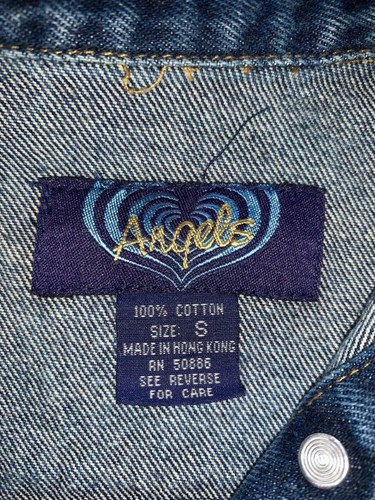 Angels
100% COTTON
SIZE: S
MADE IN HONG KONG
RN 50886
SEE REVERSE
FOR CARE